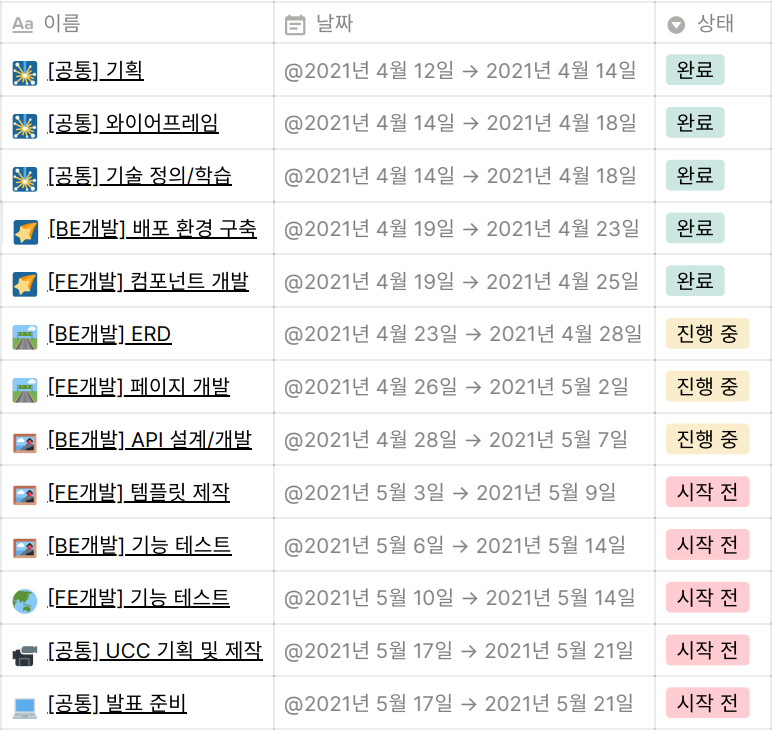 Aa 이름 날짜 상태
[공통] 기획 @2021년 4월 12일 → 2021년 4월 14일 완료
[공통] 와이어프레임 @2021년 4월 14일 → 2021년 4월 18일 완료
[공통] 기술 정의/학습 @2021년 4월 14일 → 2021년 4월 18일 완료
[BE개발] 배포 환경 구축 @2021년 4월 19일 → 2021년 4월 23일 완료
[FE개발] 컴포넌트 개발 @2021년 4월 19일 → 2021년 4월 25일 완료
[BE개발] ERD @2021년 4월 23일 → 2021년 4월 28일 진행 중
[FE개발] 페이지 개발 @2021년 4월 26일 → 2021년 5월 2일 진행 중
[BE개발] API 설계/개발 @2021년 4월 28일 → 2021년 5월 7일 진행 중
[FE개발] 템플릿 제작 @2021년 5월 3일 → 2021년 5월 9일 시작 전
[BE개발] 기능 테스트 @2021년 5월 6일 → 2021년 5월 14일 시작 전
[FE개발] 기능 테스트 @2021년 5월 10일 → 2021년 5월 14일 시작 전
[공통] UCC 기획 및 제작 @2021년 5월 17일 → 2021년 5월 21일 시작 전
[공통] 발표 준비 @2021년 5월 17일 → 2021년 5월 21일 시작 전